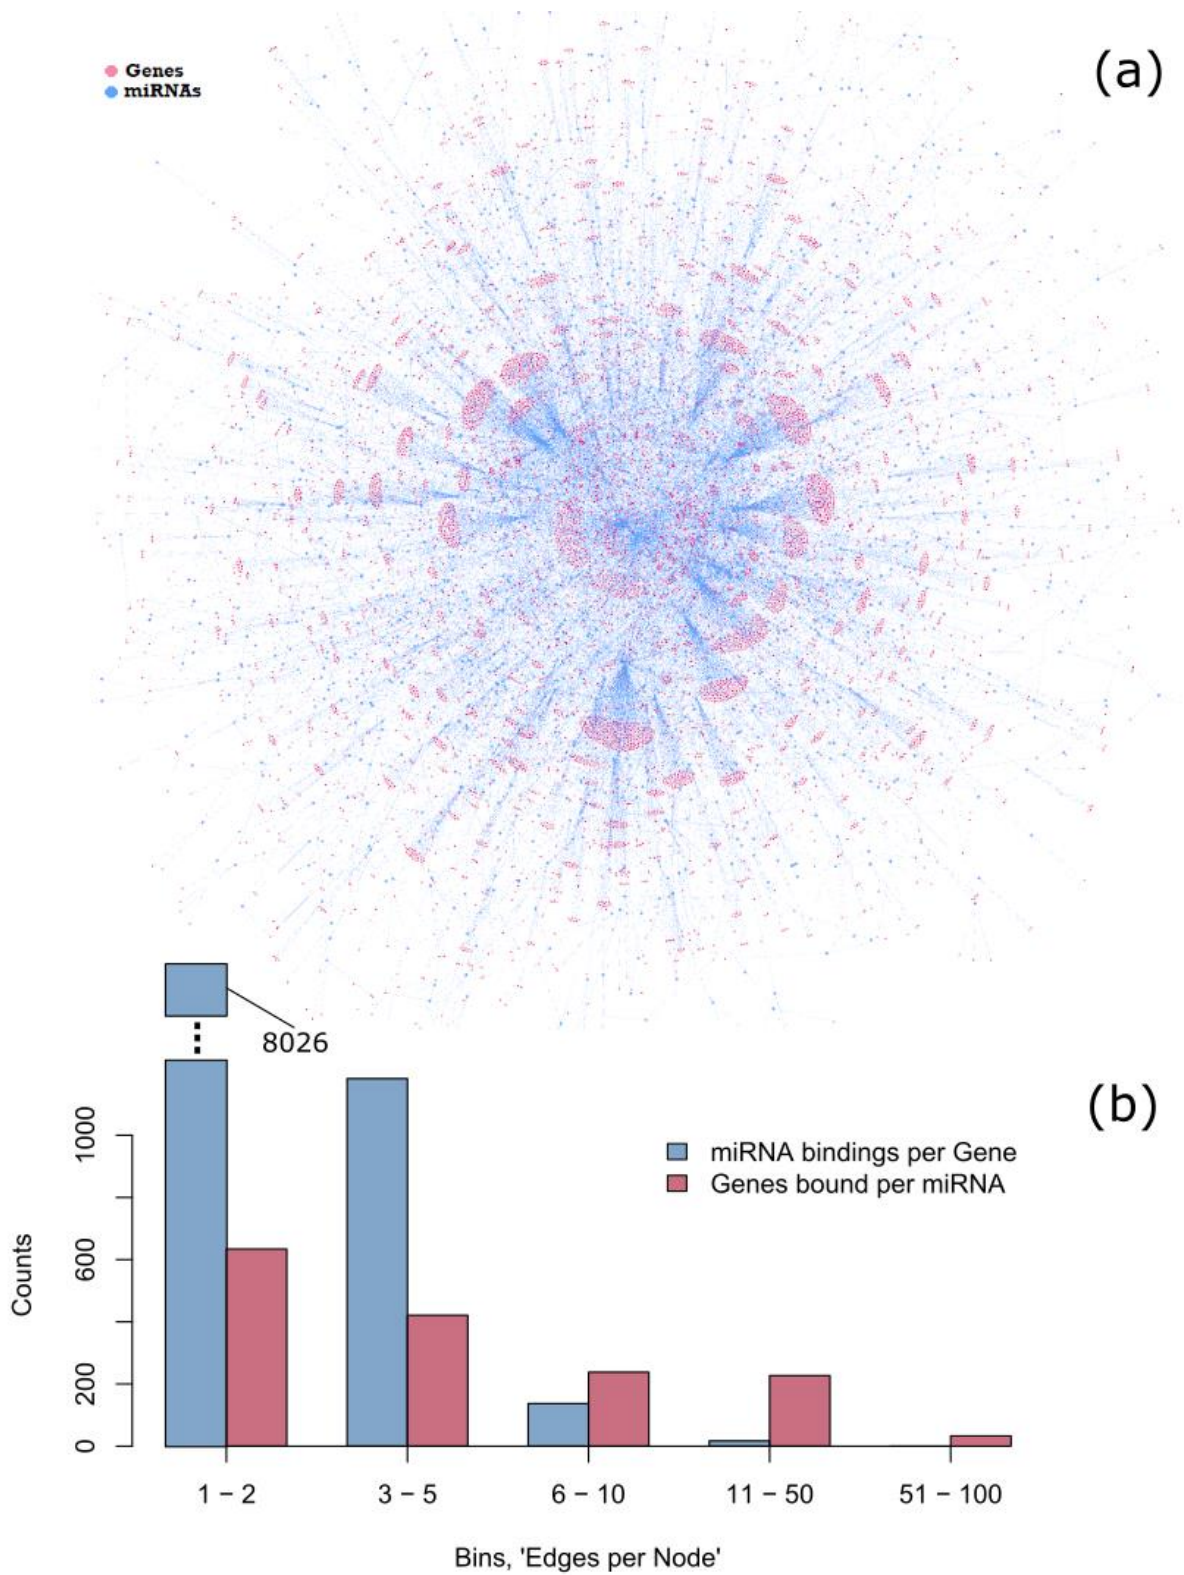 (a)
Genes
miRNAs
8026
(b)
miRNA bindings per Gene
Genes bound per miRNA
Counts
1000
600
200
0
1 – 2
3 – 5
6 – 10
11 – 50
51 – 100
Bins, 'Edges per Node'